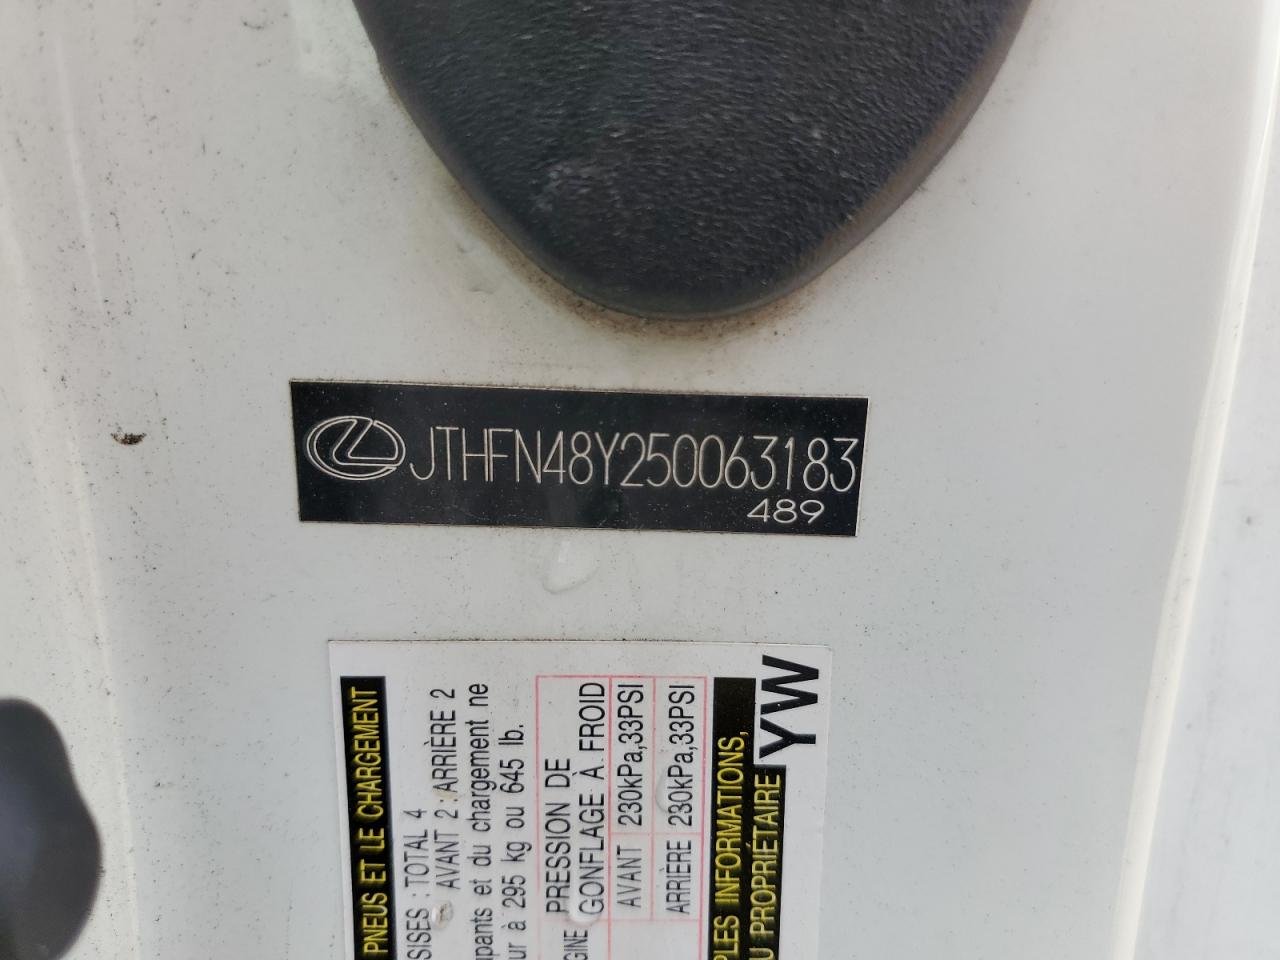 JTHFN48Y250063183
489
PNEUS ET LE CHARGEMENT
SISES : TOTAL 4
AVANT 2 : ARRIÈRE 2
upants et du chargement ne
ur à 295 kg ou 645 lb.
PRESSION DE
GONFLAGE À FROID
AVANT 230kPa,33PSI
ARRIÈRE 230kPa,33PSI
PLES INFORMATIONS,
U PROPRIÉTAIRE
YW